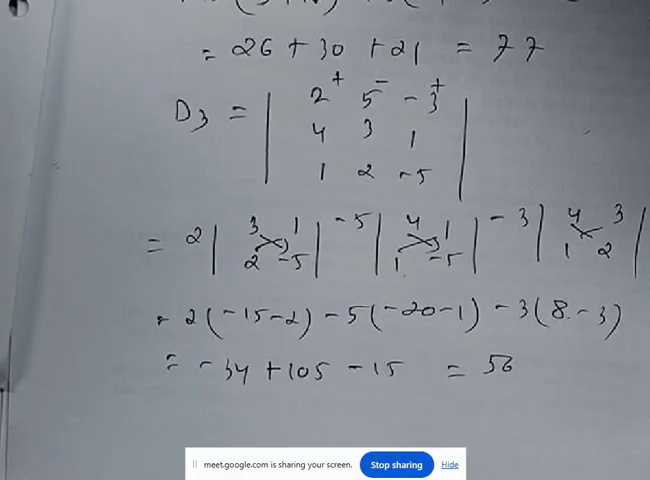 = 26 + 30 + 21 = 77
D3 = | 2+ 5- -3+ |
| 4 3 1 |
| 1 2 -5 |
= 2 | 3 1 | -5 | 4 1 | -3 | 4 3 |
| 2 -5 | | 1 -5 | | 1 2 |
= 2(-15-2) -5(-20-1) -3(8-3)
= -34 + 105 - 15 = 56
meet.google.com is sharing your screen. Stop sharing Hide